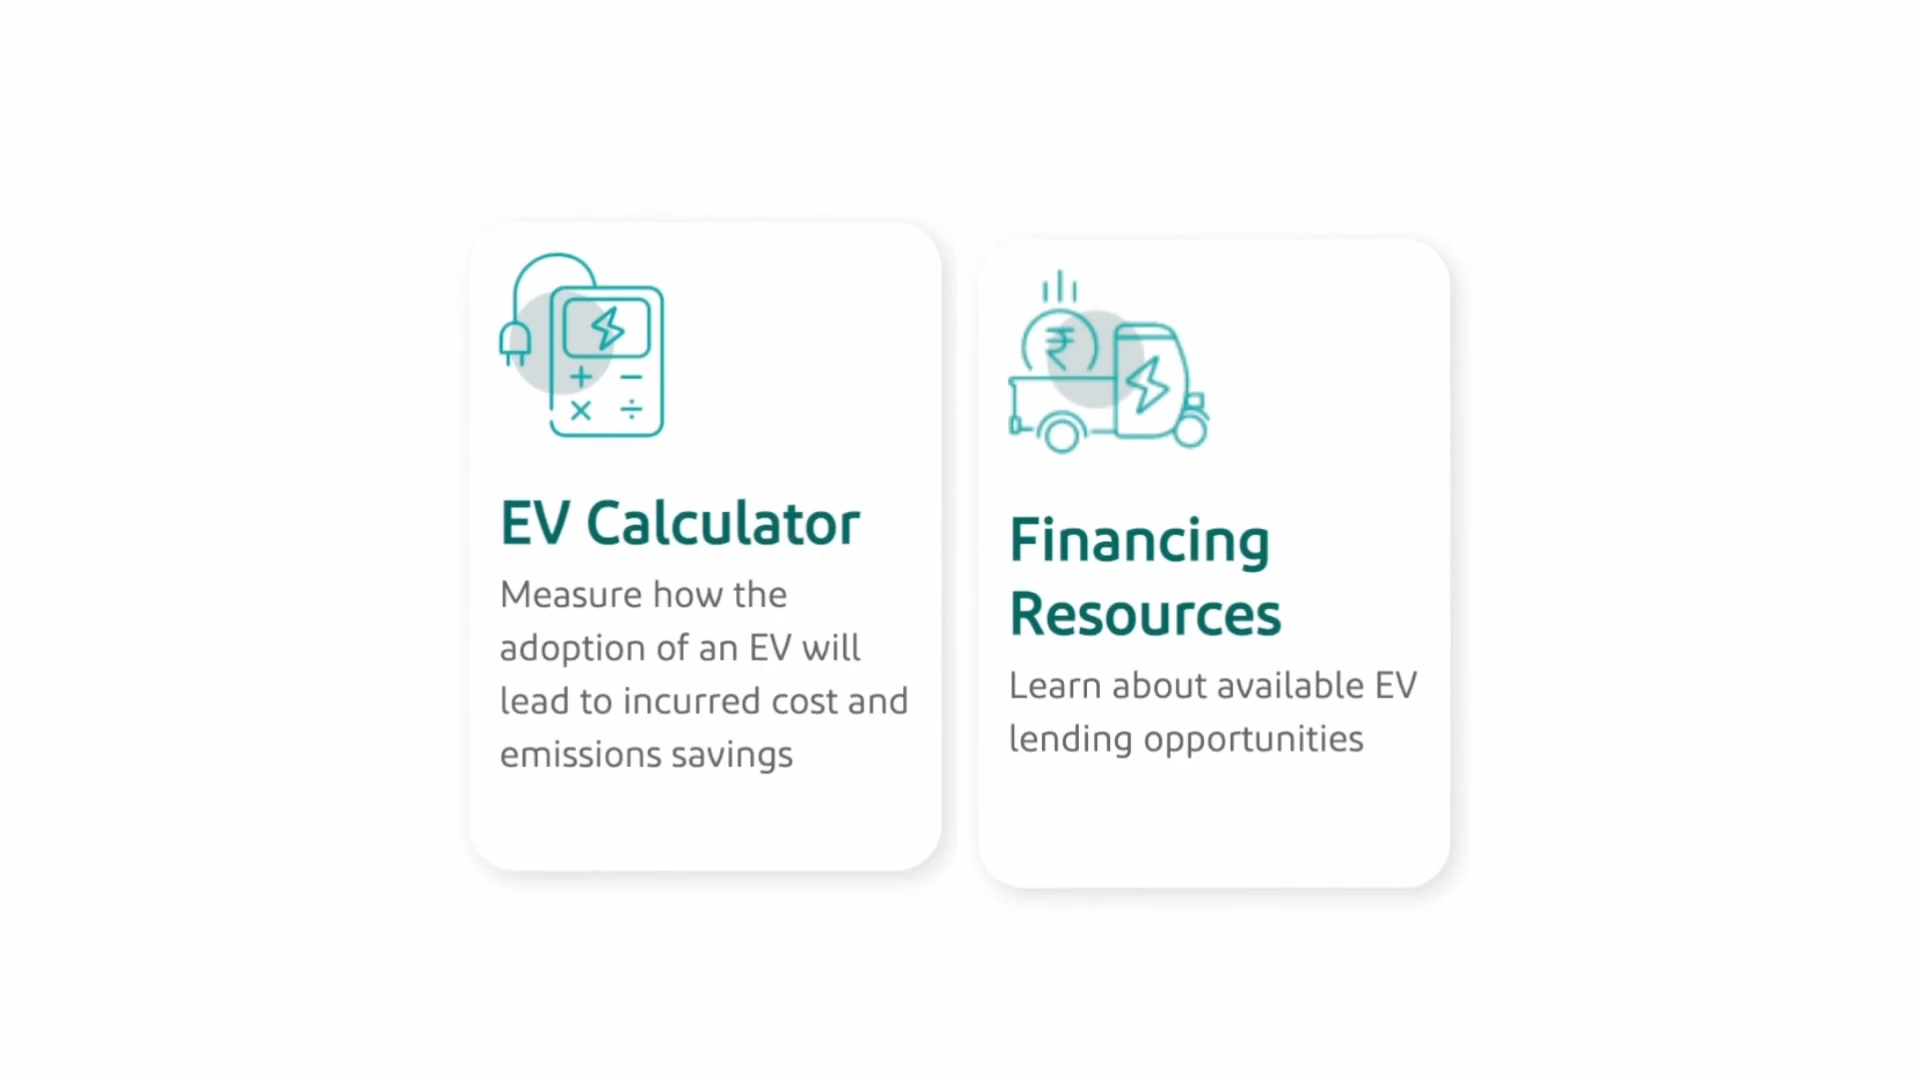 EV Calculator
Measure how the
adoption of an EV will
lead to incurred cost and
emissions savings
₹
Financing
Resources
Learn about available EV
lending opportunities